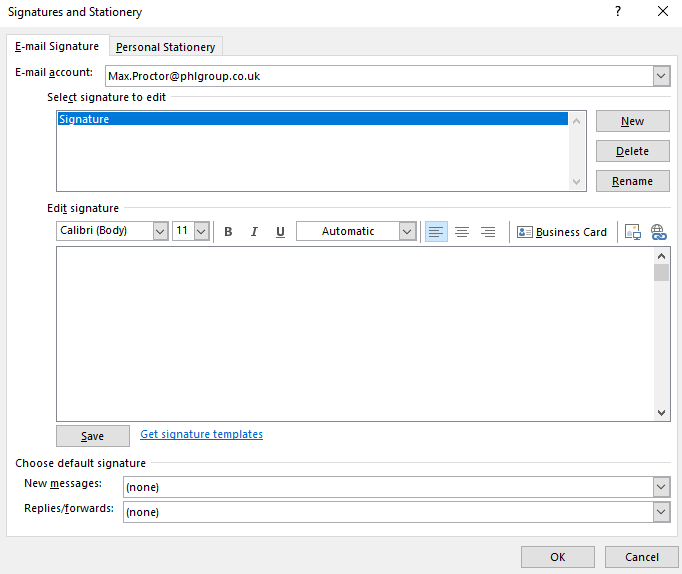 Signatures and Stationery ?
E-mail Signature Personal Stationery
E-mail account: Max.Proctor@phlgroup.co.uk
Select signature to edit
Signature
New
Delete
Rename
Edit signature
Calibri (Body) 11 B I U Automatic Business Card
Save Get signature templates
Choose default signature
New messages: (none)
Replies/forwards: (none)
OK Cancel